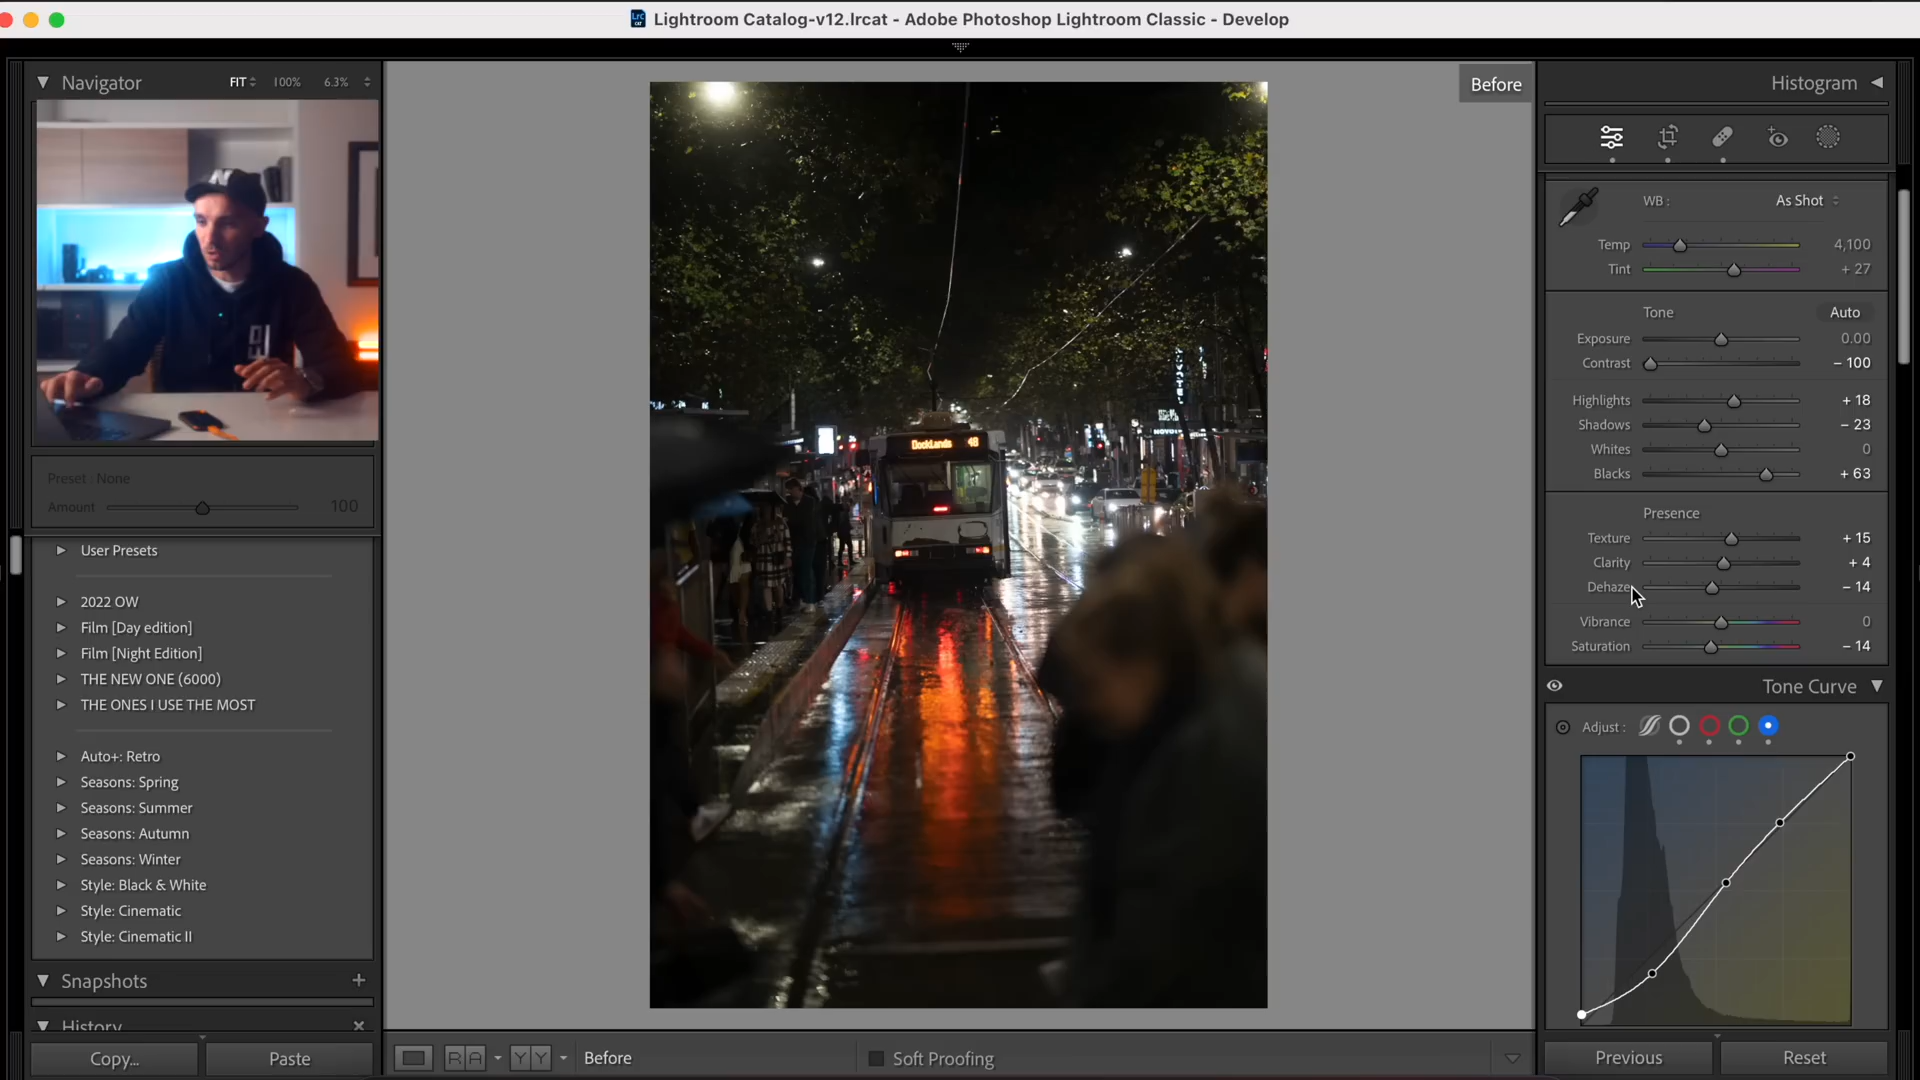 Lightroom Catalog-v12.lrcat - Adobe Photoshop Lightroom Classic - Develop
Navigator FIT 100% 6.3%
Before
Histogram
WB : As Shot
Temp 4,100
Tint + 27
Tone Auto
Exposure 0.00
Contrast – 100
Highlights + 18
Shadows – 23
Whites 0
Blacks + 63
Presence
Texture + 15
Clarity + 4
Dehaze – 14
Vibrance 0
Saturation – 14
Tone Curve
Adjust :
Preset : None
Amount 100
User Presets
2022 OW
Film [Day edition]
Film [Night Edition]
THE NEW ONE (6000)
THE ONES I USE THE MOST
Auto+: Retro
Seasons: Spring
Seasons: Summer
Seasons: Autumn
Seasons: Winter
Style: Black & White
Style: Cinematic
Style: Cinematic II
Snapshots +
History ×
DockLands 48
Copy... Paste
R A Y Y Before Soft Proofing
Previous Reset